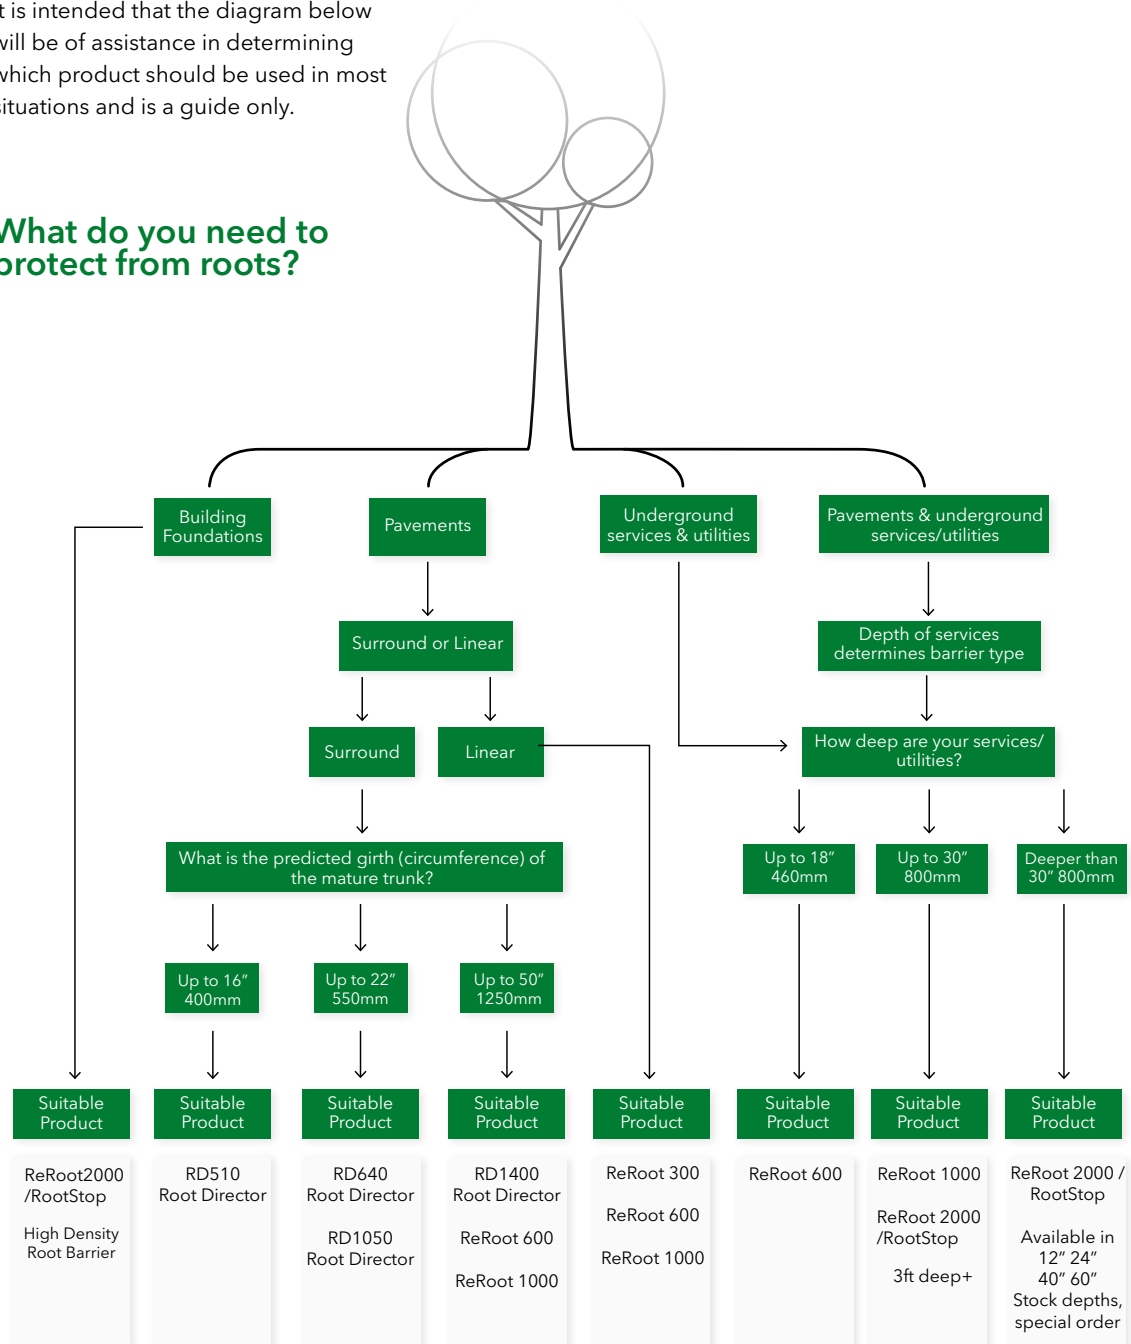 t is intended that the diagram below
will be of assistance in determining
which product should be used in most
situations and is a guide only.
What do you need to
protect from roots?
Building
Foundations
Pavements
Underground
services & utilities
Pavements & underground
services/utilities
Surround or Linear
Depth of services
determines barrier type
Surround
Linear
How deep are your services/
utilities?
What is the predicted girth (circumference) of
the mature trunk?
Up to 18"
460mm
Up to 30"
800mm
Deeper than
30" 800mm
Up to 16"
400mm
Up to 22"
550mm
Up to 50"
1250mm
Suitable
Product
Suitable
Product
Suitable
Product
Suitable
Product
Suitable
Product
Suitable
Product
Suitable
Product
Suitable
Product
ReRoot2000
/RootStop
High Density
Root Barrier
RD510
Root Director
RD640
Root Director
RD1050
Root Director
RD1400
Root Director
ReRoot 600
ReRoot 1000
ReRoot 300
ReRoot 600
ReRoot 1000
ReRoot 600
ReRoot 1000
ReRoot 2000
/RootStop
3ft deep+
ReRoot 2000 /
RootStop
Available in
12" 24"
40" 60"
Stock depths,
special order